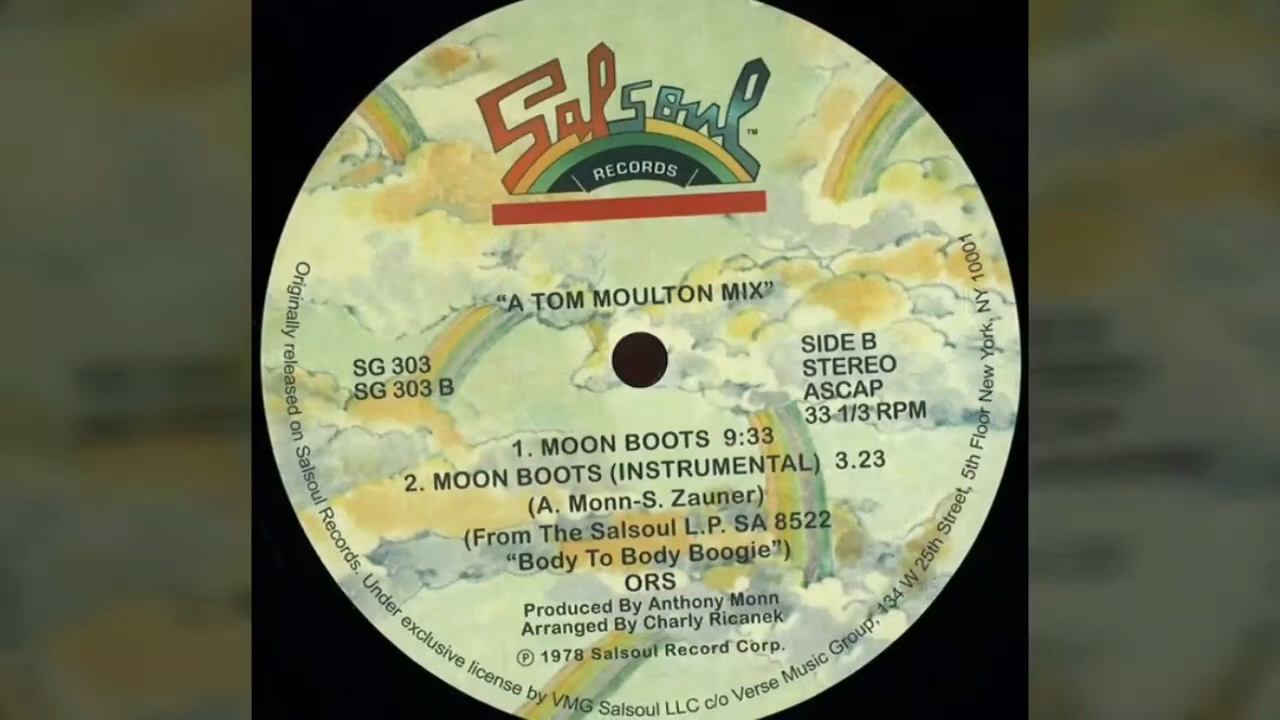 Salsoul
TM
RECORDS
“A TOM MOULTON MIX”
SG 303
SG 303 B
SIDE B
STEREO
ASCAP
33 1/3 RPM
1. MOON BOOTS 9:33
2. MOON BOOTS (INSTRUMENTAL) 3.23
(A. Monn-S. Zauner)
(From The Salsoul L.P. SA 8522
“Body To Body Boogie”)
ORS
Produced By Anthony Monn
Arranged By Charly Ricanek
Ⓟ 1978 Salsoul Record Corp.
Originally released on Salsoul Records. Under exclusive license by VMG Salsoul LLC c/o Verse Music Group, 134 W 25th Street, 5th Floor New York, NY 10001